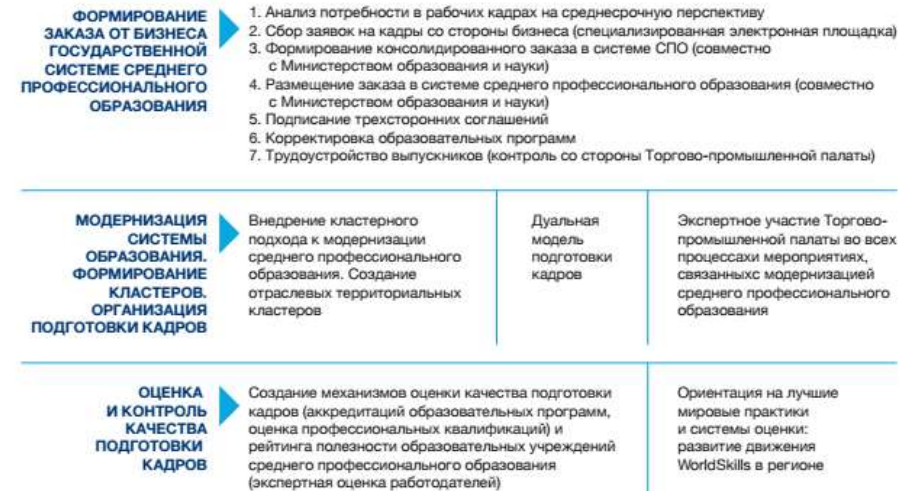 ФОРМИРОВАНИЕ
ЗАКАЗА ОТ БИЗНЕСА
ГОСУДАРСТВЕННОЙ
СИСТЕМЕ СРЕДНЕГО
ПРОФЕССИОНАЛЬНОГО
ОБРАЗОВАНИЯ
1. Анализ потребности в рабочих кадрах на среднесрочную перспективу
2. Сбор заявок на кадры со стороны бизнеса (специализированная электронная площадка)
3. Формирование консолидированного заказа в системе СПО (совместно
с Министерством образования и науки)
4. Размещение заказа в системе среднего профессионального образования (совместно
с Министерством образования и науки)
5. Подписание трехсторонних соглашений
6. Корректировка образовательных программ
7. Трудоустройство выпускников (контроль со стороны Торгово-промышленной палаты)
МОДЕРНИЗАЦИЯ
СИСТЕМЫ
ОБРАЗОВАНИЯ.
ФОРМИРОВАНИЕ
КЛАСТЕРОВ.
ОРГАНИЗАЦИЯ
ПОДГОТОВКИ КАДРОВ
Внедрение кластерного
подхода к модернизации
среднего профессионального
образования. Создание
отраслевых территориальных
кластеров
Дуальная
модель
подготовки
кадров
Экспертное участие Торгово-
промышленной палаты во всех
процессахи мероприятиях,
связанныхс модернизацией
среднего профессионального
образования
ОЦЕНКА
И КОНТРОЛЬ
КАЧЕСТВА
ПОДГОТОВКИ
КАДРОВ
Создание механизмов оценки качества подготовки
кадров (аккредитаций образовательных программ,
оценка профессиональных квалификаций) и
рейтинга полезности образовательных учреждений
среднего профессионального образования
(экспертная оценка работодателей)
Ориентация на лучшие
мировые практики
и системы оценки:
развитие движения
WorldSkills в регионе